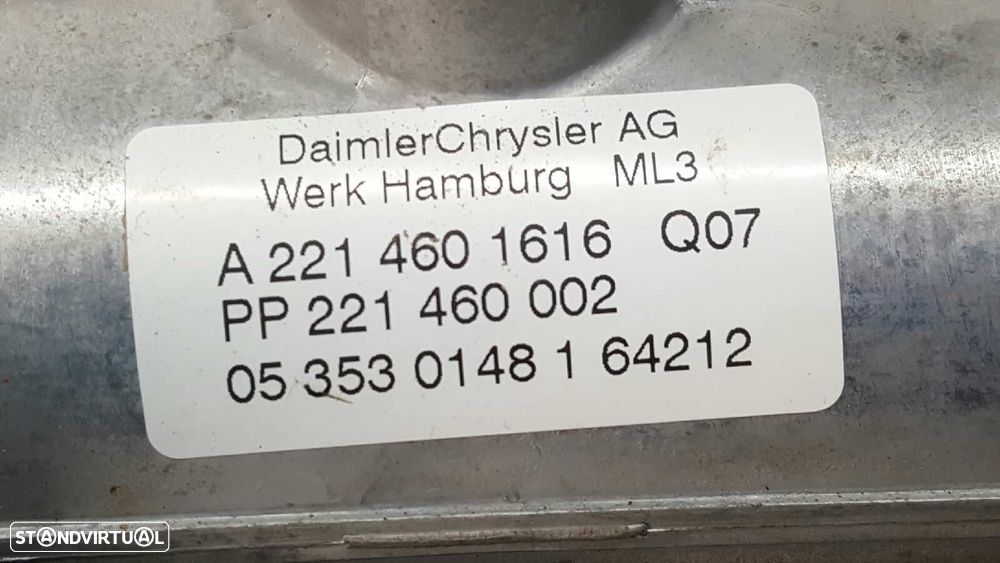 DaimlerChrysler AG
Werk Hamburg ML3
A 221 460 1616 Q07
PP 221 460 002
05 353 0148 1 64212
STANDVIRTUAL